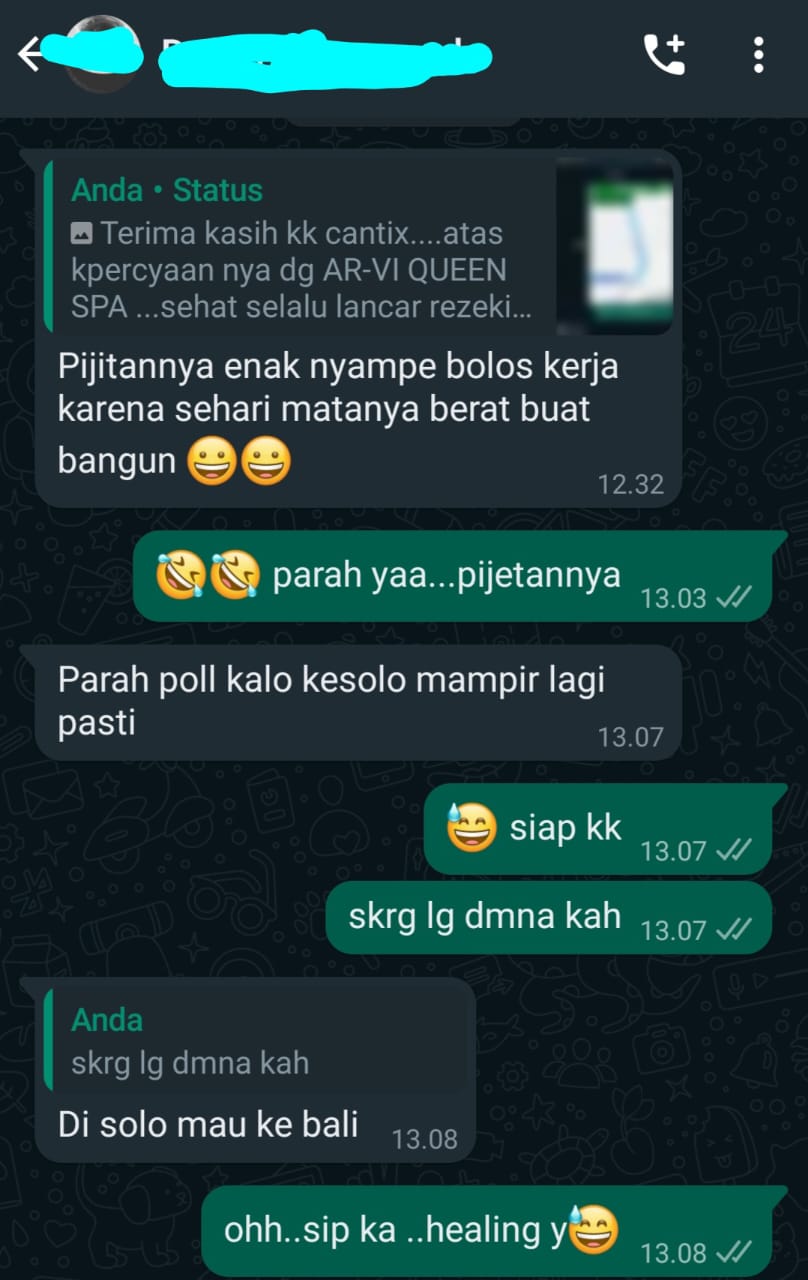 Anda • Status
Terima kasih kk cantix....atas
kpercyaan nya dg AR-VI QUEEN
SPA ...sehat selalu lancar rezeki...
Pijitannya enak nyampe bolos kerja
karena sehari matanya berat buat
bangun 😀😀
12.32
🤣🤣 parah yaa...pijetannya
13.03
Parah poll kalo kesolo mampir lagi
pasti
13.07
😅 siap kk
13.07
skrg lg dmna kah
13.07
Anda
skrg lg dmna kah
Di solo mau ke bali
13.08
ohh..sip ka ..healing y😅
13.08